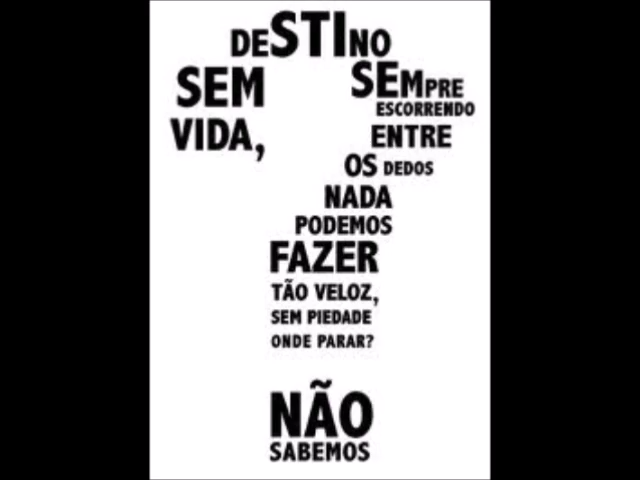 DESTINO
SEM
VIDA,
SEMPRE
ESCORRENDO
ENTRE
OS DEDOS
NADA
PODEMOS
FAZER
TÃO VELOZ,
SEM PIEDADE
ONDE PARAR?
NÃO
SABEMOS